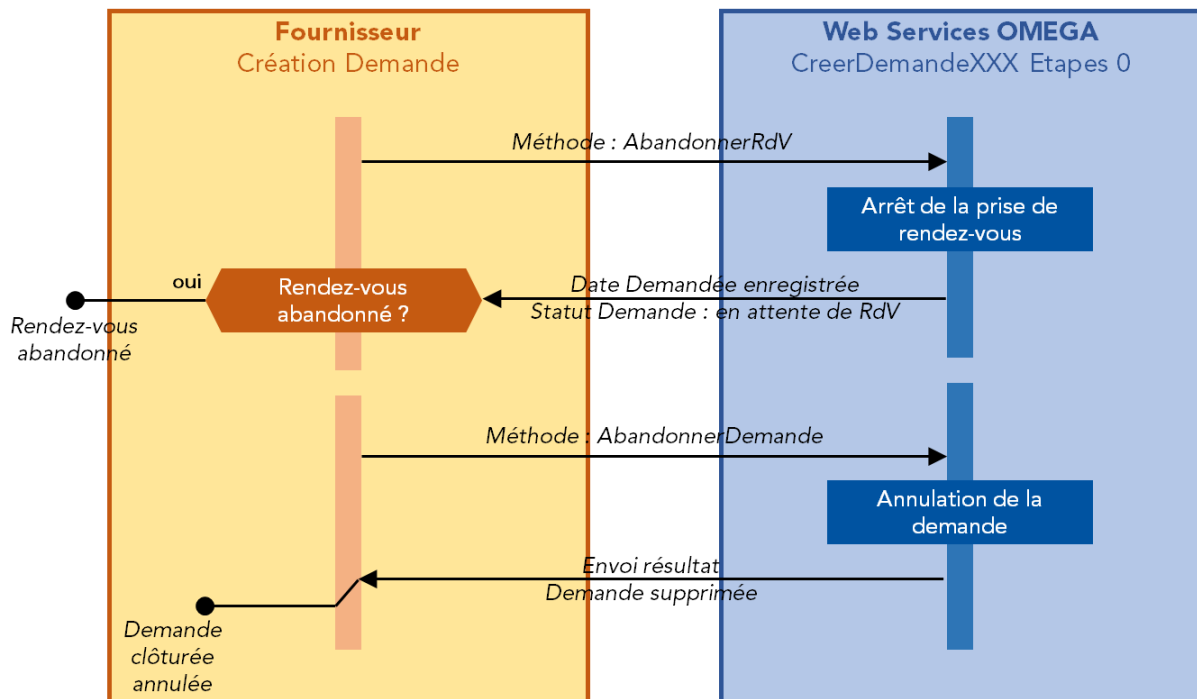 Fournisseur
Création Demande
Web Services OMEGA
CreerDemandeXXX Etapes 0
Méthode : AbandonnerRdV
Arrêt de la prise de
rendez-vous
oui
Rendez-vous
abandonné ?
Date Demandée enregistrée
Statut Demande : en attente de RdV
Rendez-vous
abandonné
Méthode : AbandonnerDemande
Annulation de la
demande
Envoi résultat
Demande supprimée
Demande
clôturée
annulée